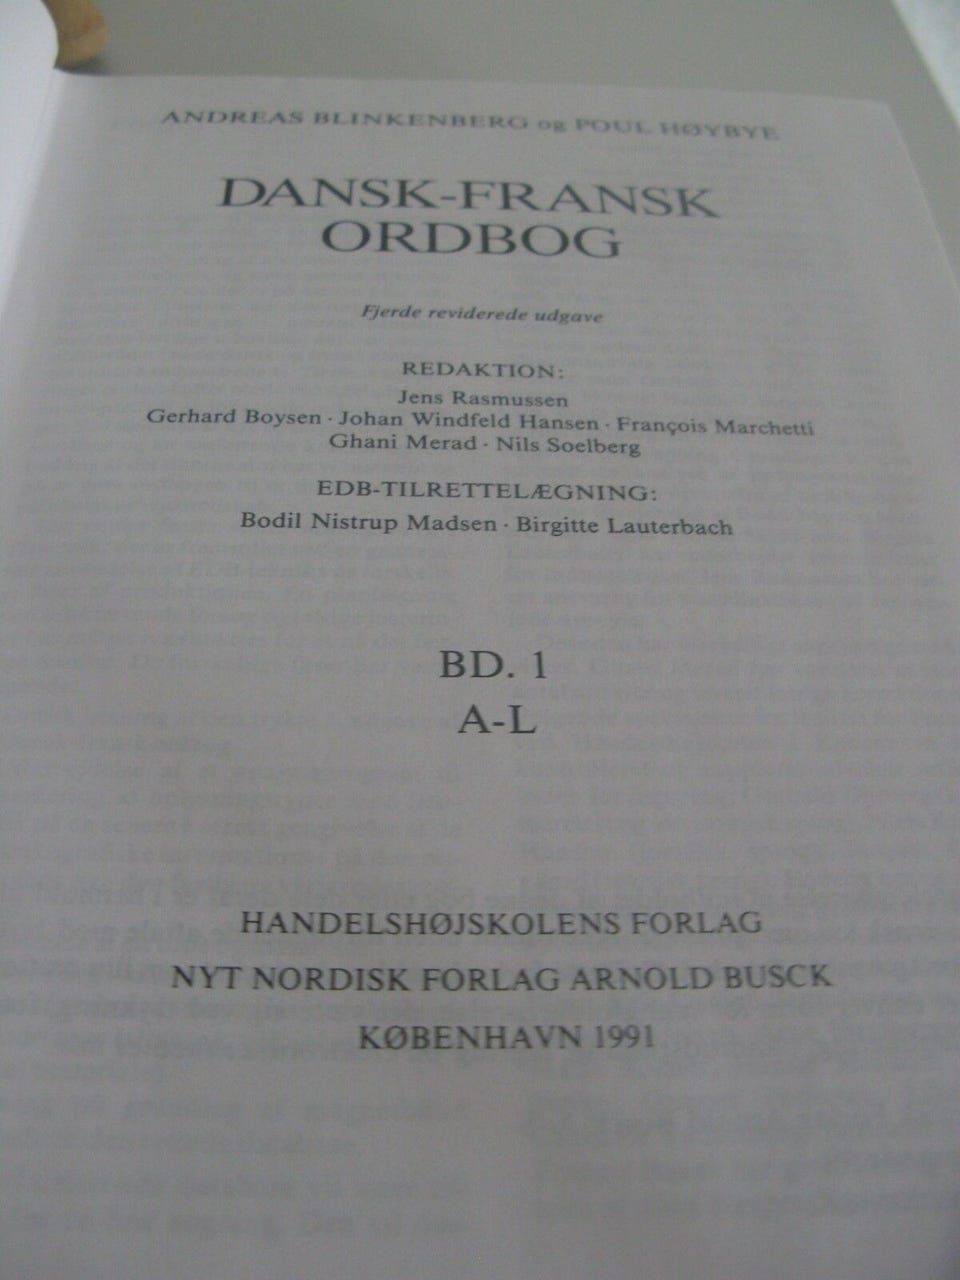 ANDREAS BLINKENBERG og POUL HØYBYE
DANSK-FRANSK
ORDBOG
Fjerde reviderede udgave
REDAKTION:
Jens Rasmussen
Gerhard Boysen · Johan Windfeld Hansen · François Marchetti
Ghani Merad · Nils Soelberg
EDB-TILRETTELÆGNING:
Bodil Nistrup Madsen · Birgitte Lauterbach
BD. 1
A-L
HANDELSHØJSKOLENS FORLAG
NYT NORDISK FORLAG ARNOLD BUSCK
KØBENHAVN 1991